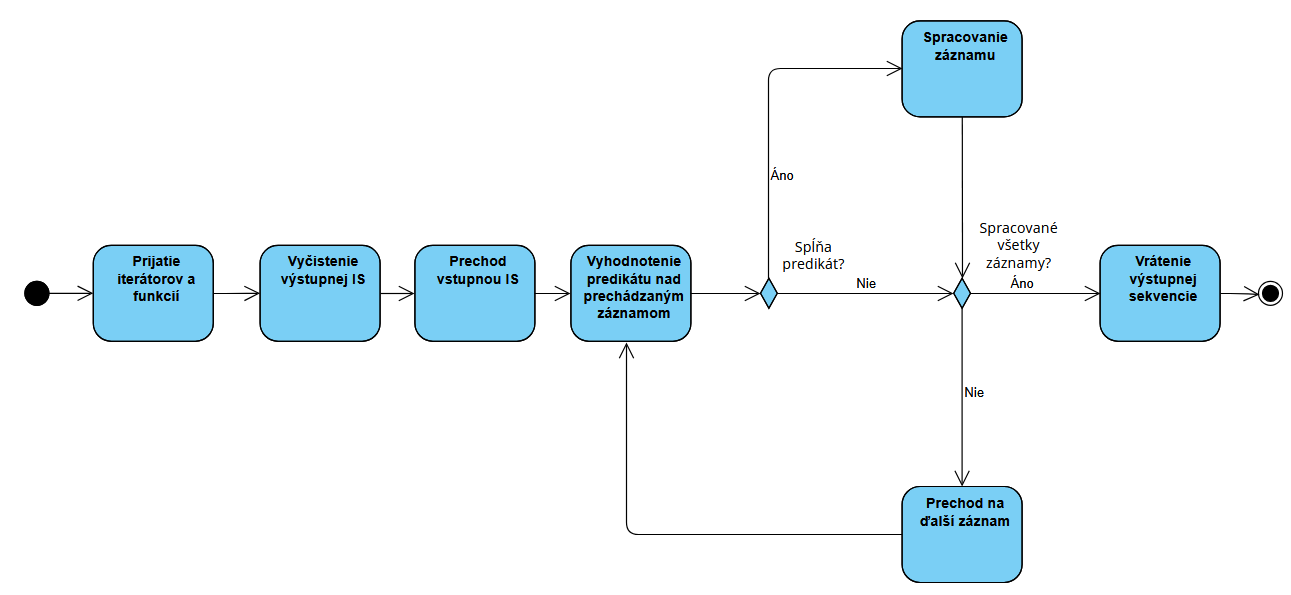 Spracovanie
záznamu
Áno
Prijatie
iterátorov a
funkcií
Vyčistenie
výstupnej IS
Prechod
vstupnou IS
Vyhodnotenie
predikátu nad
prechádzaným
záznamom
Spĺňa
predikát?
Nie
Spracované
všetky
záznamy?
Áno
Vrátenie
výstupnej
sekvencie
Nie
Prechod na
ďalší záznam